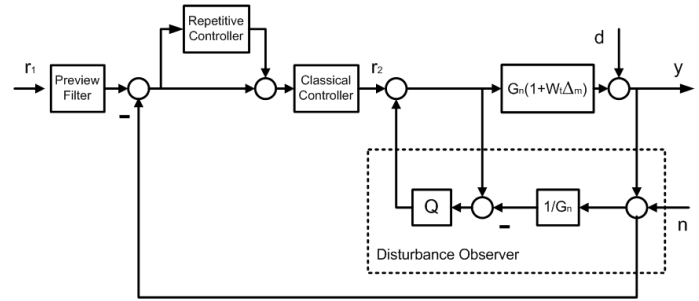 Repetitive
Controller
d
r₁
Preview
Filter
Classical
Controller
r₂
Gₙ(1+WₜΔₘ)
y
-
Q
1/Gₙ
-
n
Disturbance Observer